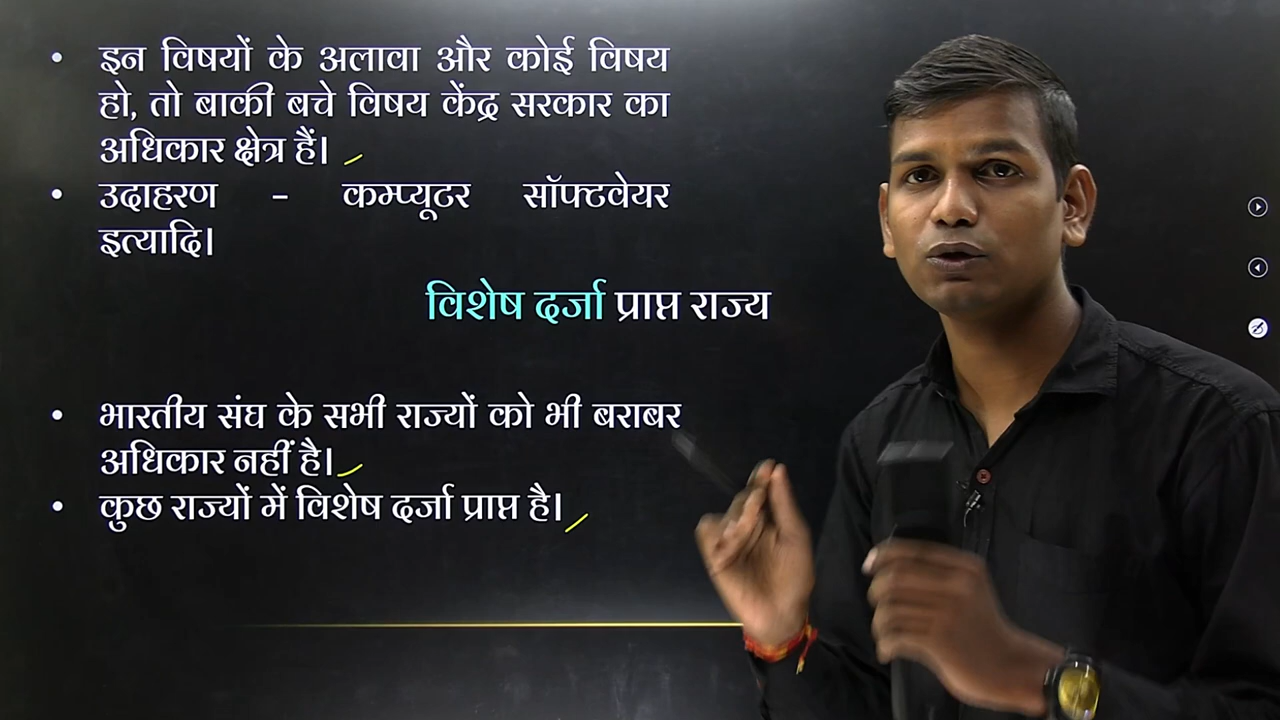 • इन विषयों के अलावा और कोई विषय
हो, तो बाकी बचे विषय केंद्र सरकार का
अधिकार क्षेत्र हैं।
• उदाहरण - कम्प्यूटर सॉफ्टवेयर
इत्यादि।
विशेष दर्जा प्राप्त राज्य
• भारतीय संघ के सभी राज्यों को भी बराबर
अधिकार नहीं है।
• कुछ राज्यों में विशेष दर्जा प्राप्त है।